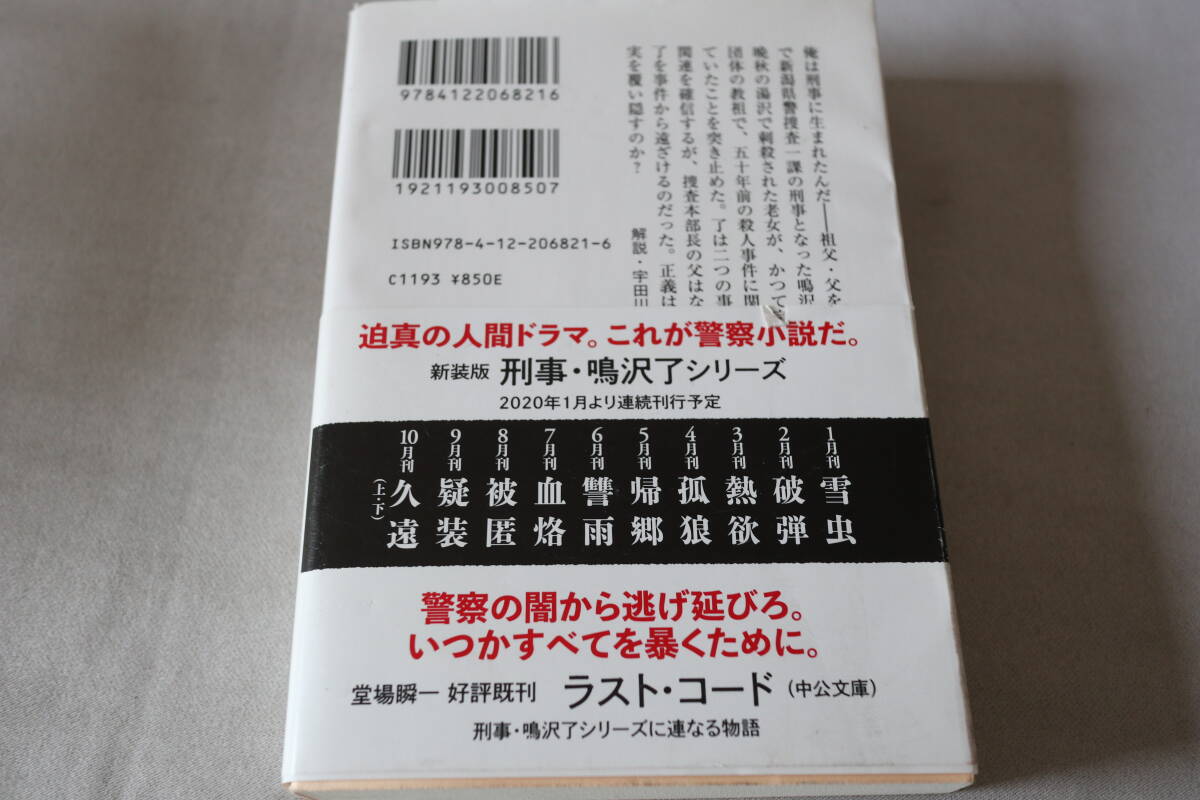 9784122068216
1921193008507
ISBN978-4-12-206821-6
C1193 ¥850E
俺は刑事に生まれたんだ――祖父・父を
で新潟県警捜査一課の刑事となった鳴沢
晩秋の湯沢で刺殺された老女が、かつて
団体の教祖で、五十年前の殺人事件に関
ていたことを突き止めた。了は二つの事
関連を確信するが、捜査本部長の父はな
了を事件から遠ざけるのだった。正義は
実を覆い隠すのか?
解説・宇田川
迫真の人間ドラマ。これが警察小説だ。
新装版 刑事・鳴沢了シリーズ
2020年1月より連続刊行予定
1月刊 雪虫
2月刊 破弾
3月刊 熱欲
4月刊 孤狼
5月刊 帰郷
6月刊 讐雨
7月刊 血烙
8月刊 被匿
9月刊 疑装
10月刊 久遠
(上・下)
警察の闇から逃げ延びろ。
いつかすべてを暴くために。
堂場瞬一 好評既刊 ラスト・コード(中公文庫)
刑事・鳴沢了シリーズに連なる物語